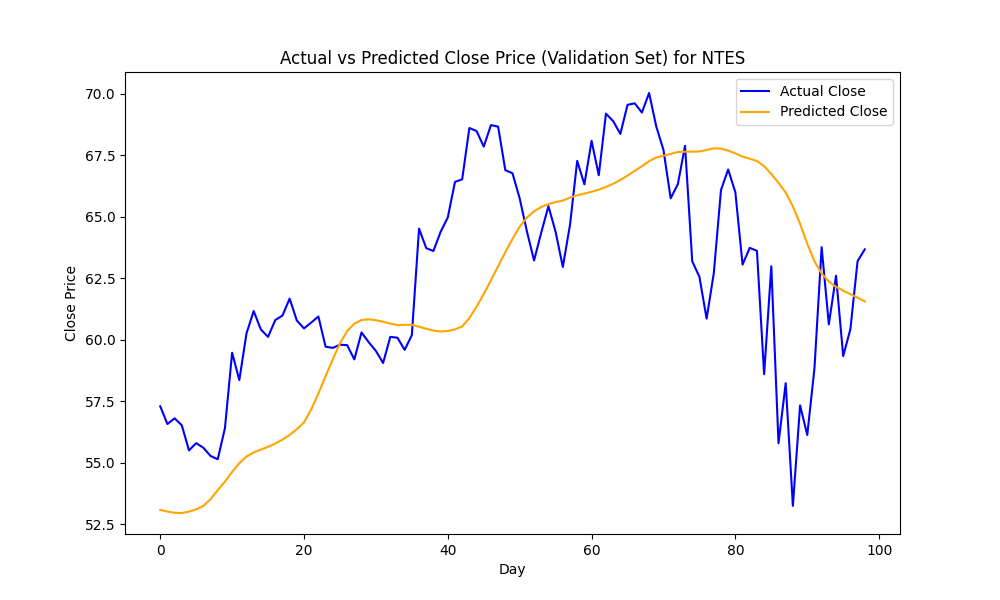 Actual vs Predicted Close Price (Validation Set) for NTES
Actual Close
Predicted Close
Close Price
70.0
67.5
65.0
62.5
60.0
57.5
55.0
52.5
0 20 40 60 80 100
Day